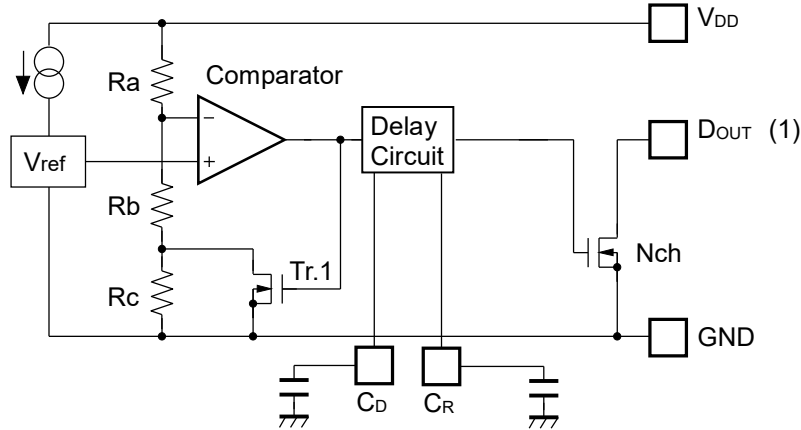 VDD
Ra
Comparator
−
+
Vref
Delay
Circuit
DOUT (1)
Rb
Rc
Tr.1
Nch
GND
CD
CR